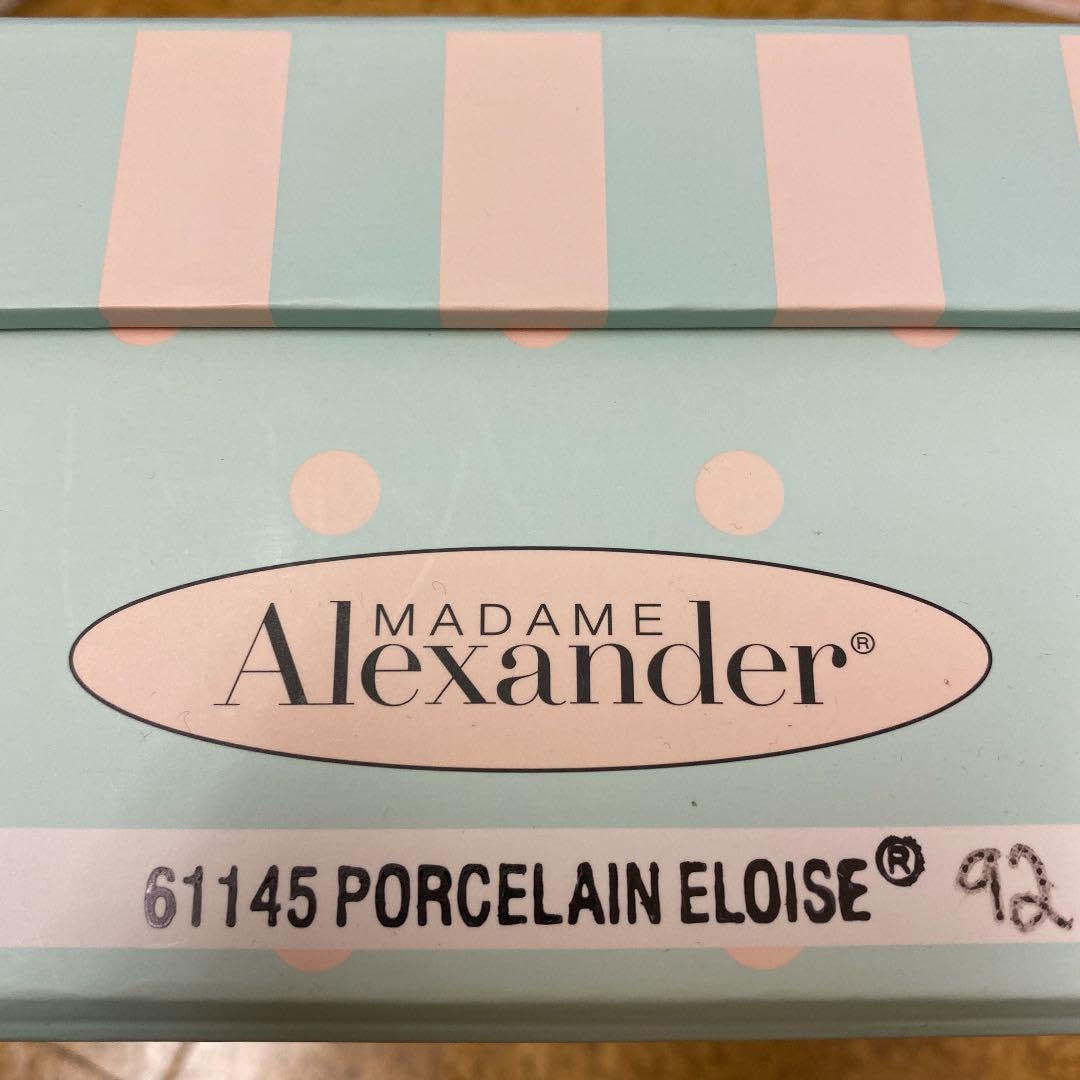 MADAME
Alexander®
61145 PORCELAIN ELOISE® 92